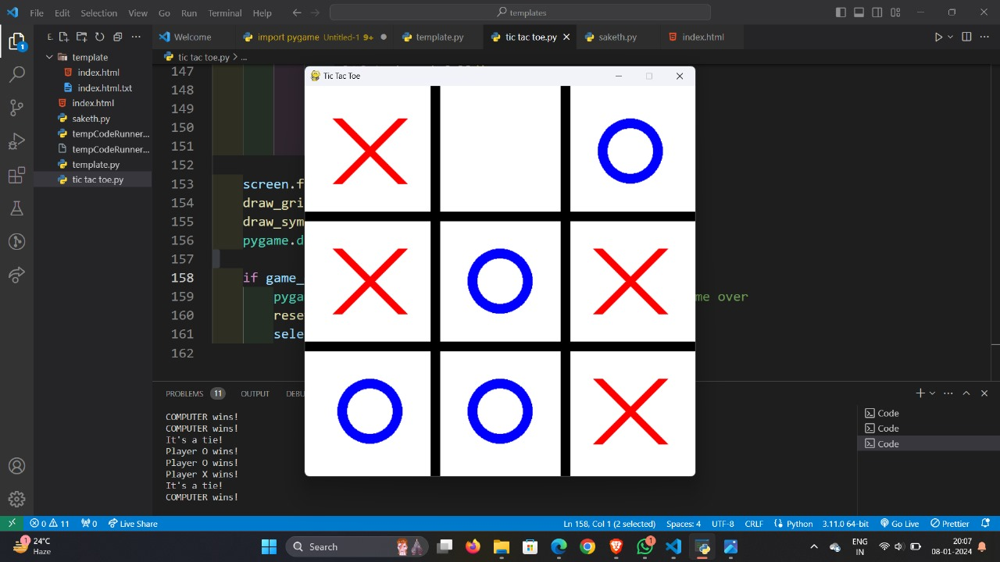 File Edit Selection View Go Run Terminal Help
templates
E.
Welcome
import pygame Untitled-1 9+
template.py
tic tac toe.py
saketh.py
index.html
1
template
index.html
index.html.txt
index.html
saketh.py
tempCodeRunner...
tempCodeRunner...
template.py
tic tac toe.py
tic tac toe.py > ...
Tic Tac Toe
147
148
149
150
151
152
153 screen.f
154 draw_gri
155 draw_sym
156 pygame.d
157
158 if game_
159 pyga me over
160 rese
161 sele
162
PROBLEMS 11 OUTPUT DEBU
COMPUTER wins!
COMPUTER wins!
It's a tie!
Player O wins!
Player O wins!
Player X wins!
It's a tie!
COMPUTER wins!
Code
Code
Code
0 11 0 Live Share
Ln 158, Col 1 (2 selected) Spaces: 4 UTF-8 CRLF Python 3.11.0 64-bit Go Live Prettier
1
24°C
Haze
Search
1
ENG
IN
20:07
08-01-2024